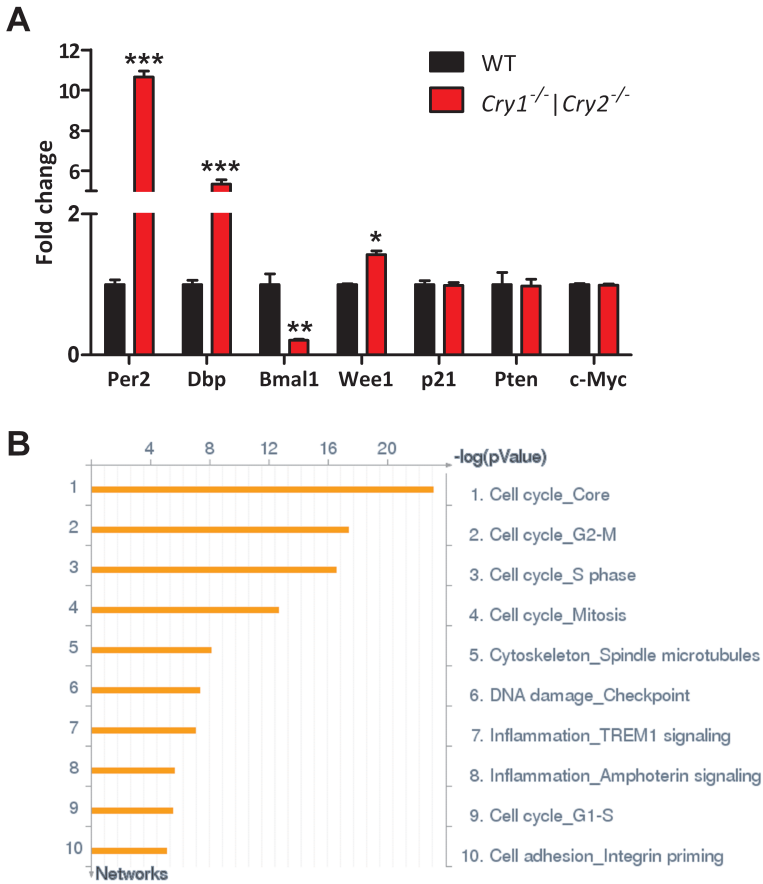 A
12
10
8
6
2
0
Fold change
***
***
**
*
WT
Cry1-/-|Cry2-/-
Per2 Dbp Bmal1 Wee1 p21 Pten c-Myc
B
4 8 12 16 20
-log(pValue)
1 1. Cell cycle_Core
2 2. Cell cycle_G2-M
3 3. Cell cycle_S phase
4 4. Cell cycle_Mitosis
5 5. Cytoskeleton_Spindle microtubules
6 6. DNA damage_Checkpoint
7 7. Inflammation_TREM1 signaling
8 8. Inflammation_Amphoterin signaling
9 9. Cell cycle_G1-S
10 10. Cell adhesion_Integrin priming
Networks